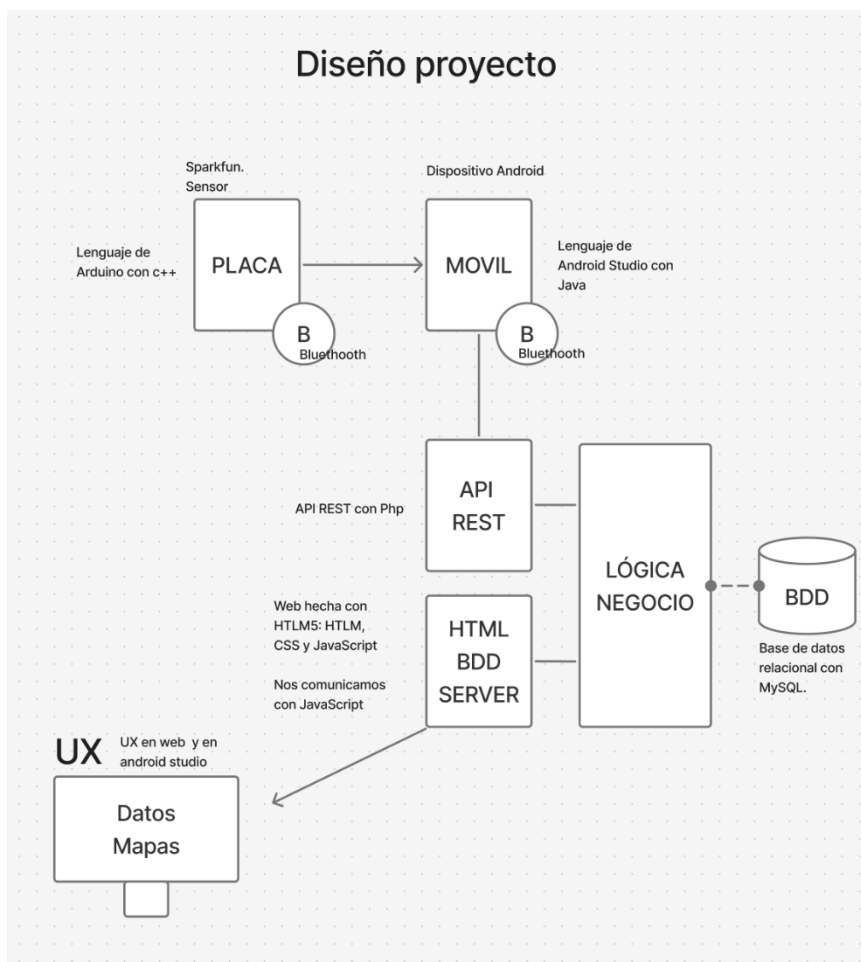 Diseño proyecto
Sparkfun.
Sensor
Dispositivo Android
Lenguaje de
Arduino con c++
PLACA
MOVIL
Lenguaje de
Android Studio con
Java
B
Bluethooth
B
Bluethooth
API REST con Php
API
REST
LÓGICA
NEGOCIO
BDD
Base de datos
relacional con
MySQL.
Web hecha con
HTLM5: HTLM,
CSS y JavaScript
Nos comunicamos
con JavaScript
HTML
BDD
SERVER
UX
UX en web y en
android studio
Datos
Mapas